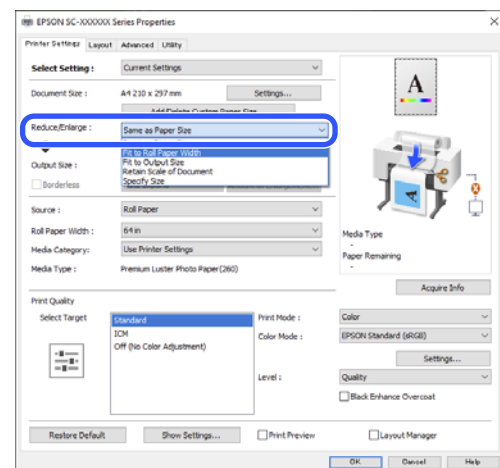 EPSON SC-XXXXXX Series Properties
Printer Settings Layout Advanced Utility
Select Setting : Current Settings
Document Size : A4 210 x 297 mm Settings...
Add/Delete Custom Paper Size
Reduce/Enlarge : Same as Paper Size
Fit to Roll Paper Width
Fit to Output Size
Output Size : Retain Scale of Document
Borderless Specify Size
Source : Roll Paper
Roll Paper Width : 64 in
Media Category: Use Printer Settings
Media Type : Premium Luster Photo Paper(260)
A
Media Type
-
Paper Remaining
-
Acquire Info
Print Quality
Select Target Standard
ICM
Off (No Color Adjustment)
Print Mode : Color
Color Mode : EPSON Standard (sRGB)
Settings...
Level : Quality
Black Enhance Overcoat
Restore Default Show Settings... Print Preview Layout Manager
OK Cancel Help